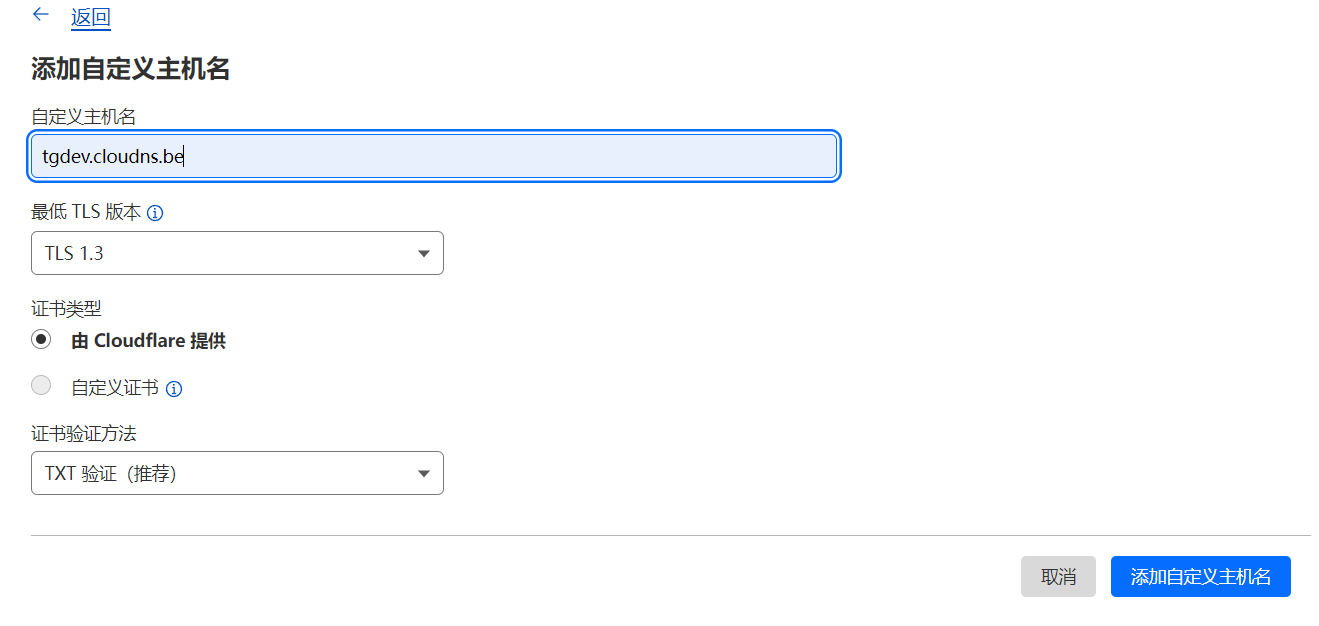 返回
添加自定义主机名
自定义主机名
tgdev.cloudns.be
最低 TLS 版本
TLS 1.3
证书类型
由 Cloudflare 提供
自定义证书
证书验证方法
TXT 验证（推荐）
取消 添加自定义主机名